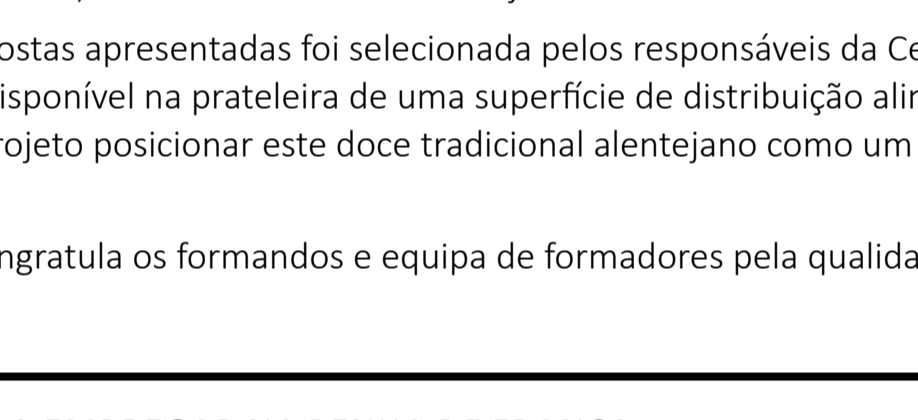 ostas apresentadas foi selecionada pelos responsáveis da Ce
isponível na prateleira de uma superfície de distribuição alin
rojeto posicionar este doce tradicional alentejano como um
ngratula os formandos e equipa de formadores pela qualida